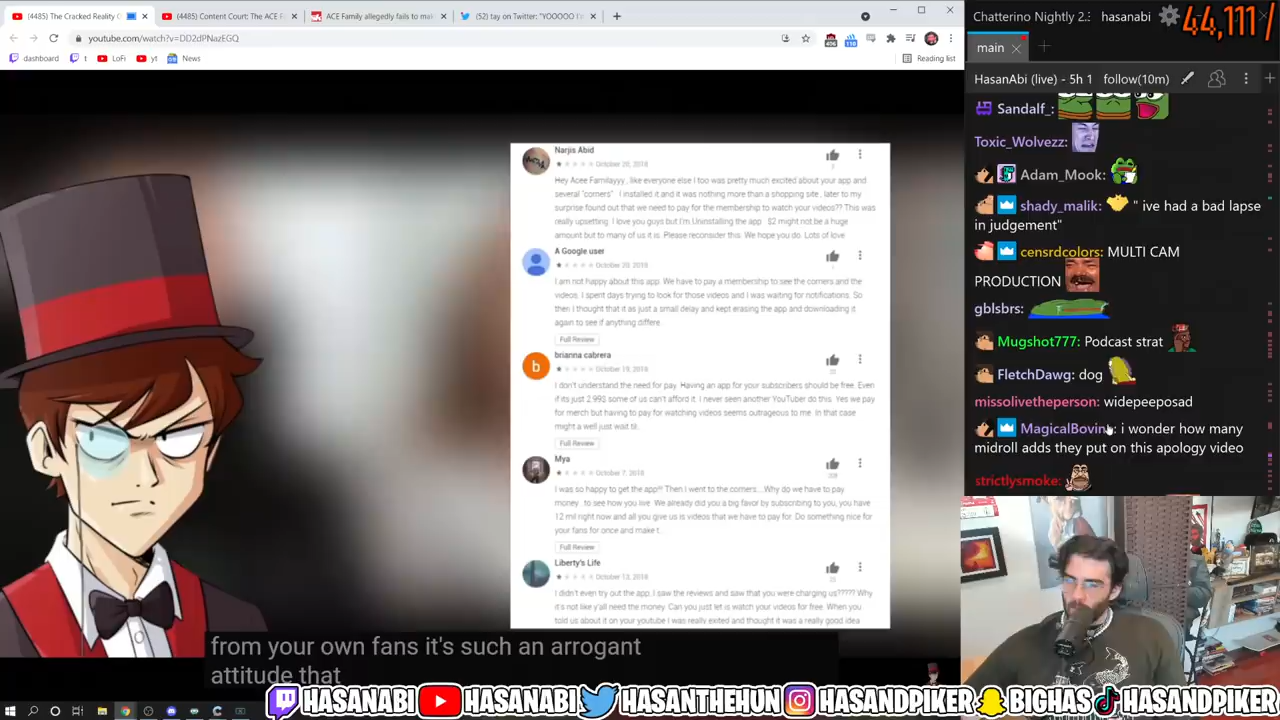 (4485) The Cracked Reality O
(4485) Content Court: The ACE F
ACE Family allegedly fails to mak
(52) tay on Twitter: "YOOOOO I'm
youtube.com/watch?v=DD2dPNazEGQ
dashboard
t
LoFi
yt
News
Reading list
Narjis Abid
October 20, 2018
Hey Acee Familayyy , like everyone else I too was pretty much excited about your app and
several "corners". I installed it and it was nothing more than a shopping site , later to my
surprise found out that we need to pay for the membership to watch your videos?? This was
really upsetting. I love you guys but I'm Uninstalling the app . $2 might not be a huge
amount but to many of us it is. Please reconsider this. We hope you do. Lots of love
A Google user
October 20, 2018
I am not happy about this app. We have to pay a membership to see the corners and the
videos, I spent days trying to look for those videos and I was waiting for notifications. So
then i thought that it as just a small delay and kept erasing the app and downloading it
again to see if anything differe
Full Review
b
brianna cabrera
October 19, 2018
I don't understand the need for pay. Having an app for your subscribers should be free. Even
if its just 2.99$ some of us can't afford it. I never seen another YouTuber do this. Yes we pay
for merch but having to pay for watching videos seems outrageous to me. In that case
might a well just wait til,
Full Review
Mya
October 7, 2018
I was so happy to get the app!!! Then I went to the corners....Why do we have to pay
money ..to see how you live. We already did you a big favor by subscribing to you, you have
12 mil right now and all you give us is videos that we have to pay for. Do something nice for
your fans for once and make t.
Full Review
Liberty's Life
October 13, 2018
I didn't even try out the app, I saw the reviews and saw that you were charging us????? Why
it's not like y'all need the money. Can you just let is watch your videos for free. When you
told us about it on your youtube I was really exited and thought it was a really good idea
from your own fans it's such an arrogant
attitude that
Chatterino Nightly 2.
hasanabi
44,111/
main
HasanAbi (live) - 5h 1
follow(10m)
Sandalf_:
Toxic_Wolvezz:
Adam_Mook:
shady_malik: " ive had a bad lapse
in judgement"
censrdcolors: MULTI CAM
PRODUCTION
gblsbrs:
Mugshot777: Podcast strat
FletchDawg: dog
missolivetheperson: widepeeposad
MagicalBovine: i wonder how many
midroll adds they put on this apology video
strictlysmoke:
HASANABI
HASANABI
HASANTHEHUN
HASANDPIKER
BIGHAS
HASANDPIKER